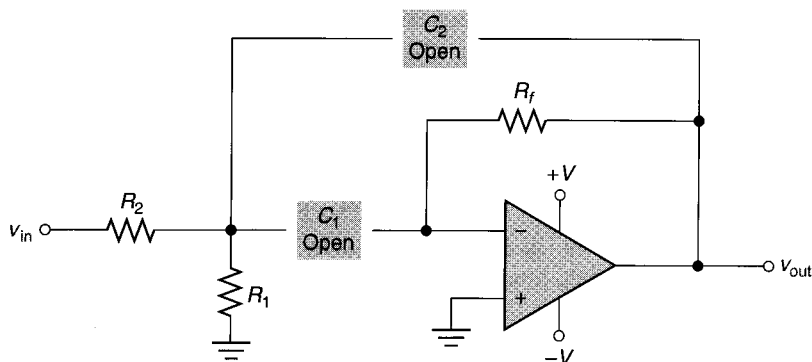 C2
Open
Rf
+V
R2
vin
C1
Open
−
R1
+
vout
−V